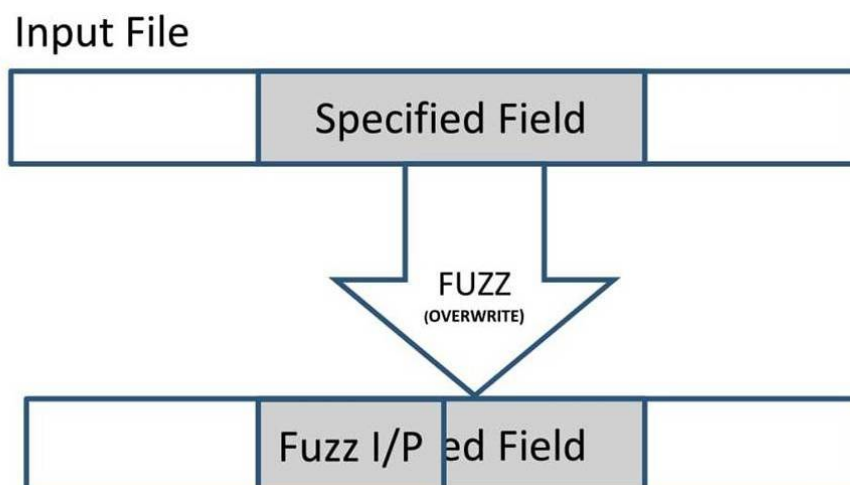 Input File
Specified Field
FUZZ
(OVERWRITE)
Fuzz I/P ed Field